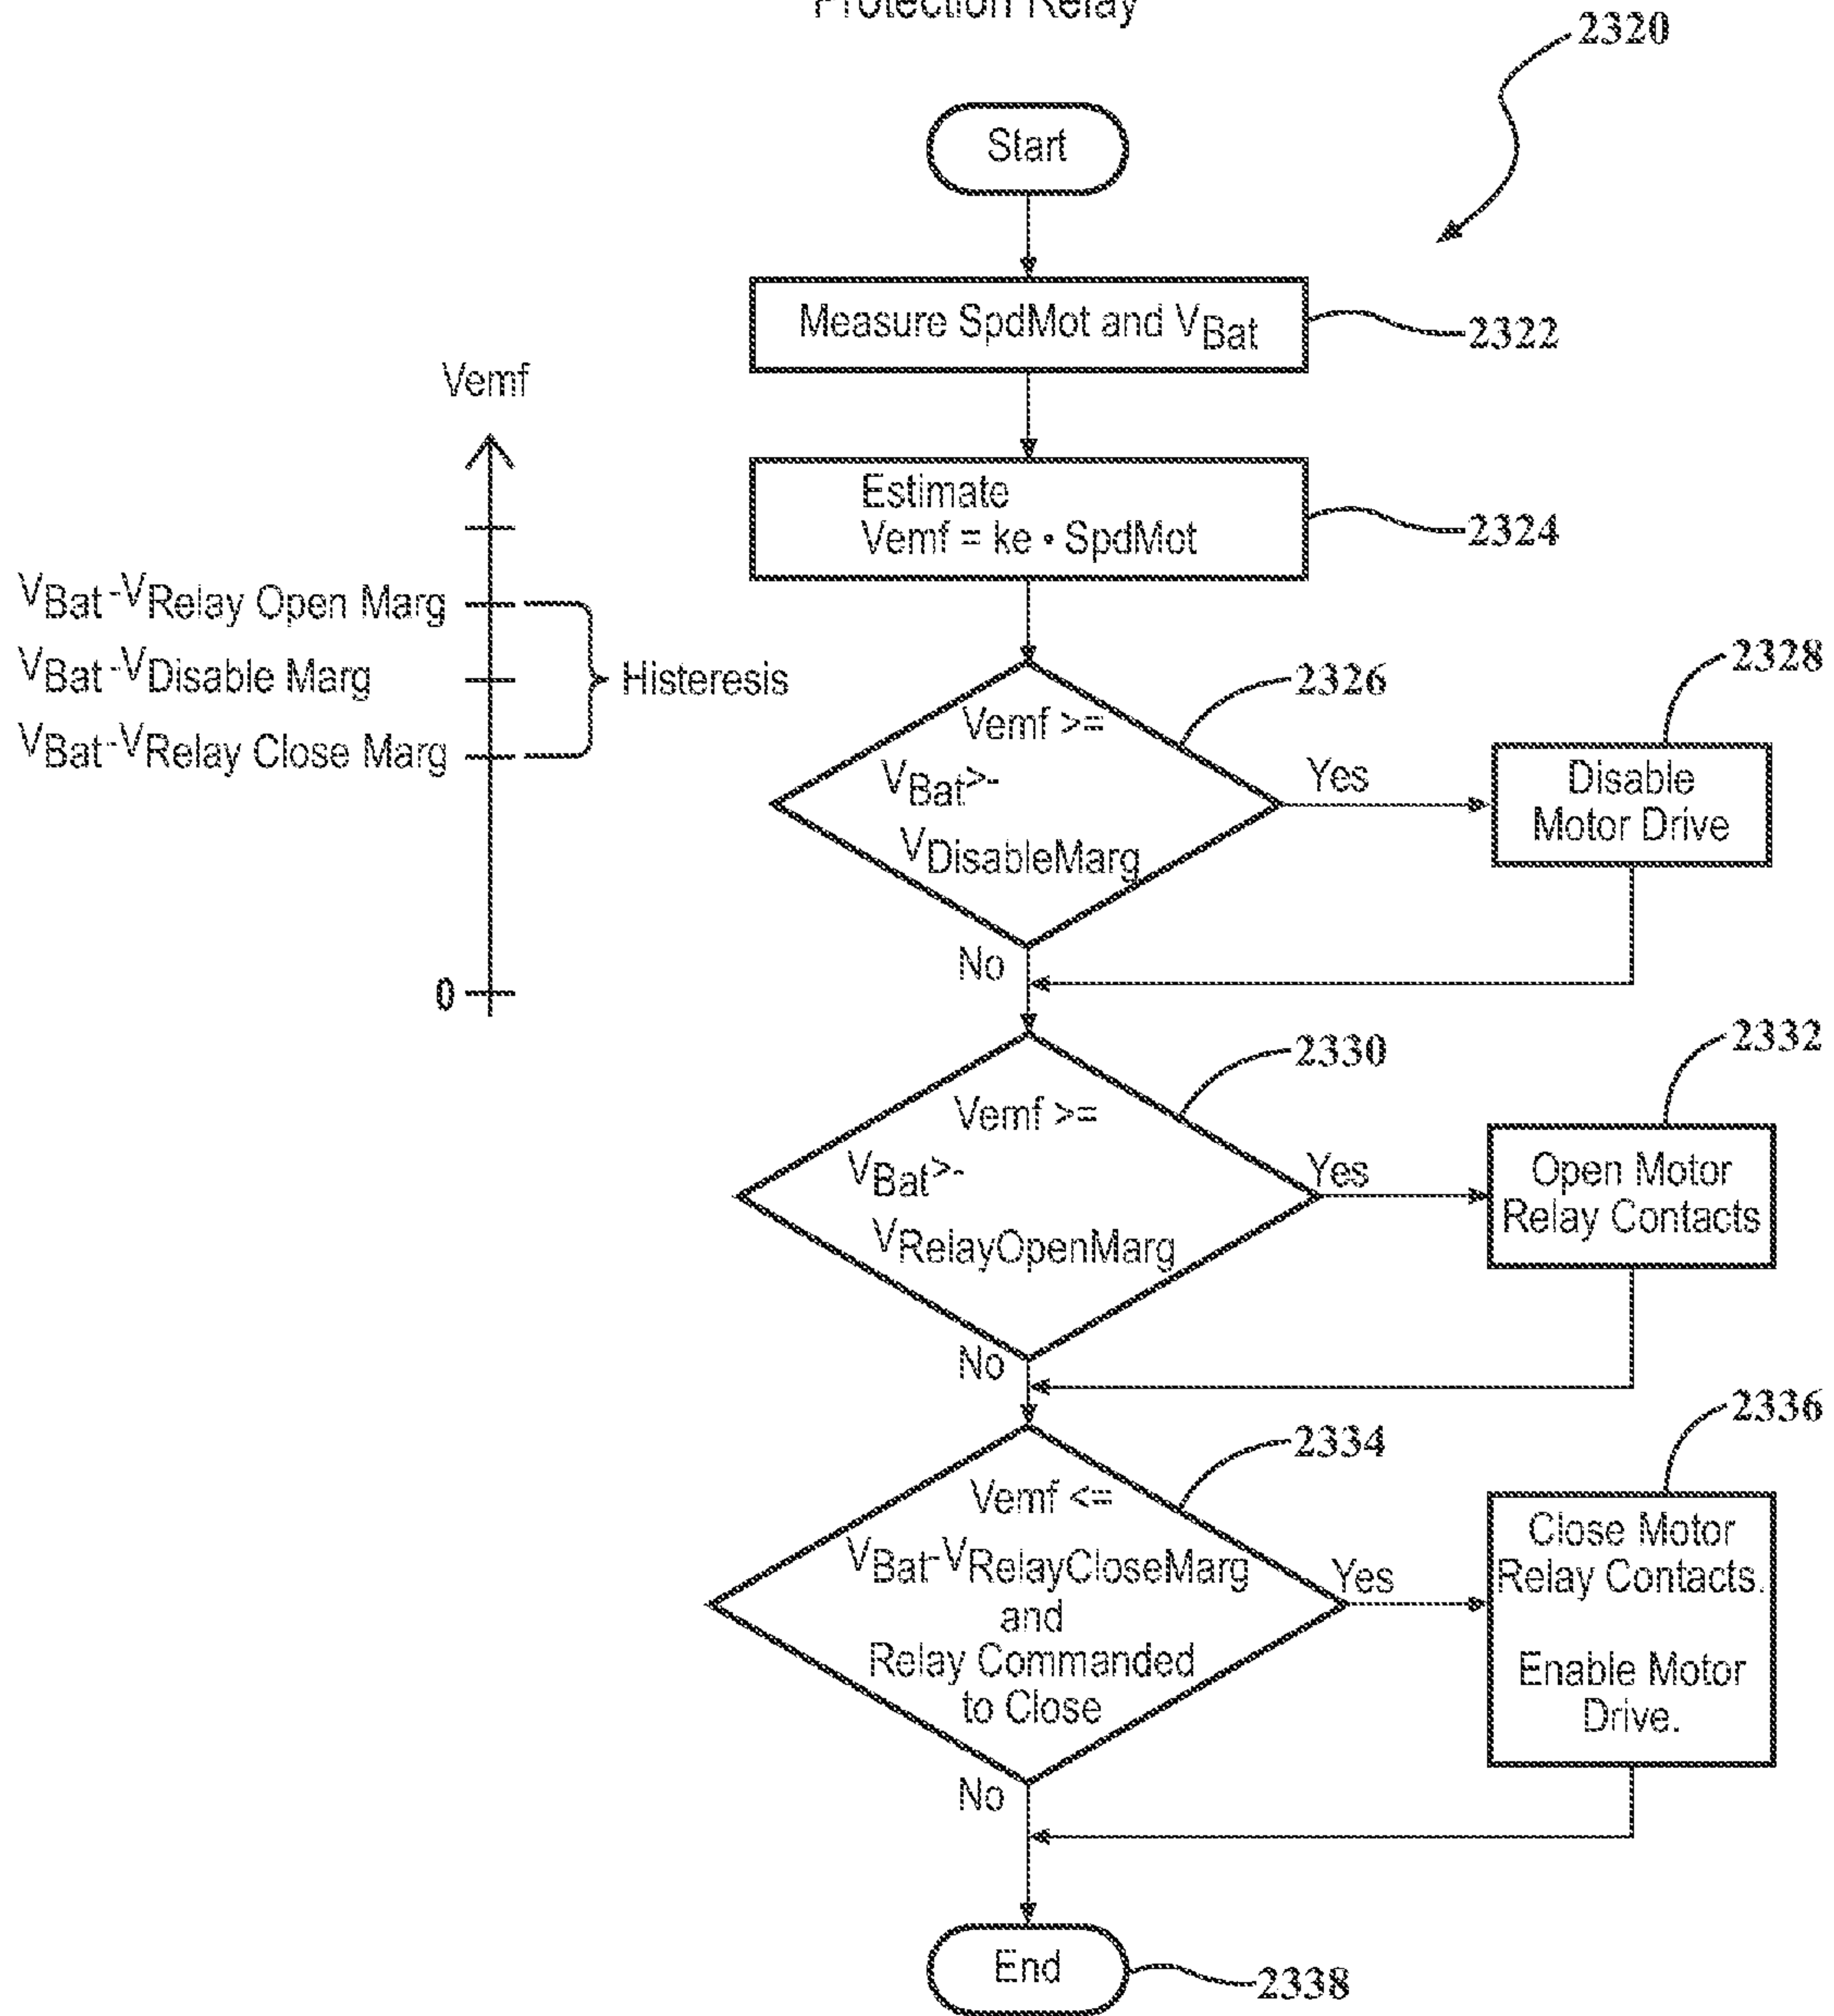 Protection Relay
2320
Start
Measure SpdMot and VBat
2322
Estimate
Vemf = ke • SpdMot
2324
Vemf
VBat-VRelay Open Marg
VBat-VDisable Marg
VBat-VRelay Close Marg
Histeresis
0
Vemf >=
VBat>-
VDisableMarg
2326
Yes
No
Disable
Motor Drive
2328
Vemf >=
VBat>-
VRelayOpenMarg
2330
Yes
No
Open Motor
Relay Contacts
2332
Vemf <=
VBat-VRelayCloseMarg
and
Relay Commanded
to Close
2334
Yes
No
Close Motor
Relay Contacts.
Enable Motor
Drive.
2336
End
2338